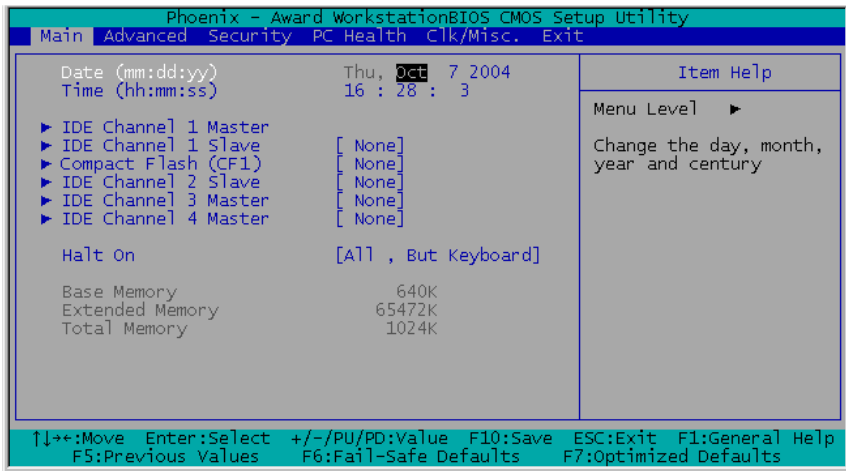 Phoenix - Award WorkstationBIOS CMOS Setup Utility
Main Advanced Security PC Health Clk/Misc. Exit
Date (mm:dd:yy) Thu, Oct 7 2004
Time (hh:mm:ss) 16 : 28 : 3
► IDE Channel 1 Master
► IDE Channel 1 Slave [ None]
► Compact Flash (CF1) [ None]
► IDE Channel 2 Slave [ None]
► IDE Channel 3 Master [ None]
► IDE Channel 4 Master [ None]
Halt On [All , But Keyboard]
Base Memory 640K
Extended Memory 65472K
Total Memory 1024K
Item Help
Menu Level ►
Change the day, month,
year and century
↑↓→←:Move Enter:Select +/-/PU/PD:Value F10:Save ESC:Exit F1:General Help
F5:Previous Values F6:Fail-Safe Defaults F7:Optimized Defaults